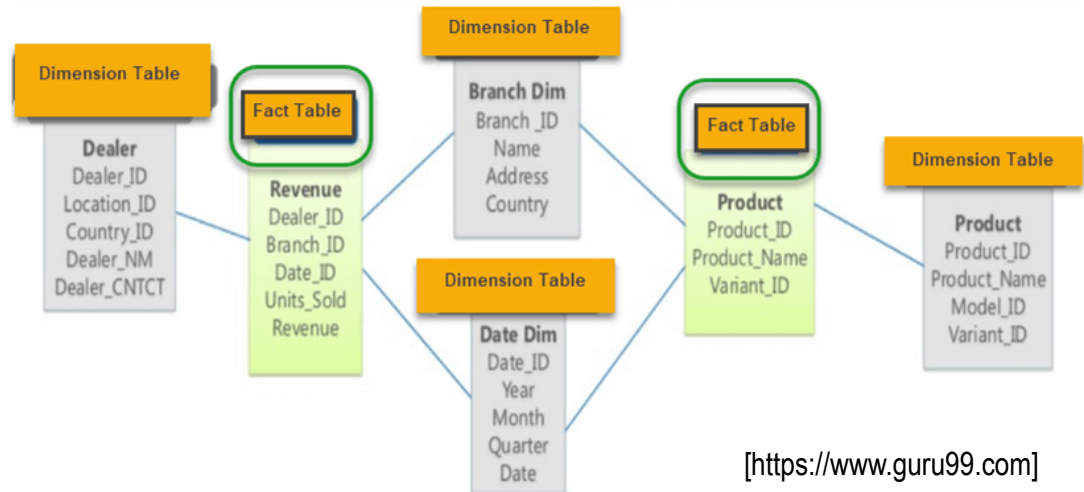 Dimension Table
Dealer
Dealer_ID
Location_ID
Country_ID
Dealer_NM
Dealer_CNTCT
Fact Table
Revenue
Dealer_ID
Branch_ID
Date_ID
Units_Sold
Revenue
Dimension Table
Branch Dim
Branch _ID
Name
Address
Country
Dimension Table
Date Dim
Date_ID
Year
Month
Quarter
Date
Fact Table
Product
Product_ID
Product_Name
Variant_ID
Dimension Table
Product
Product_ID
Product_Name
Model_ID
Variant_ID
[https://www.guru99.com]